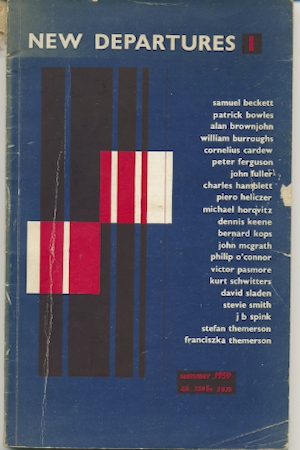 NEW DEPARTURES 1
samuel beckett
patrick bowles
alan brownjohn
william burroughs
cornelius cardew
peter ferguson
john fuller
charles hamblett
piero heliczer
michael horovitz
dennis keene
bernard kops
john mcgrath
philip o'connor
victor pasmore
kurt schwitters
david sladen
stevie smith
j b spink
stefan themerson
franciszka themerson
summer 1959